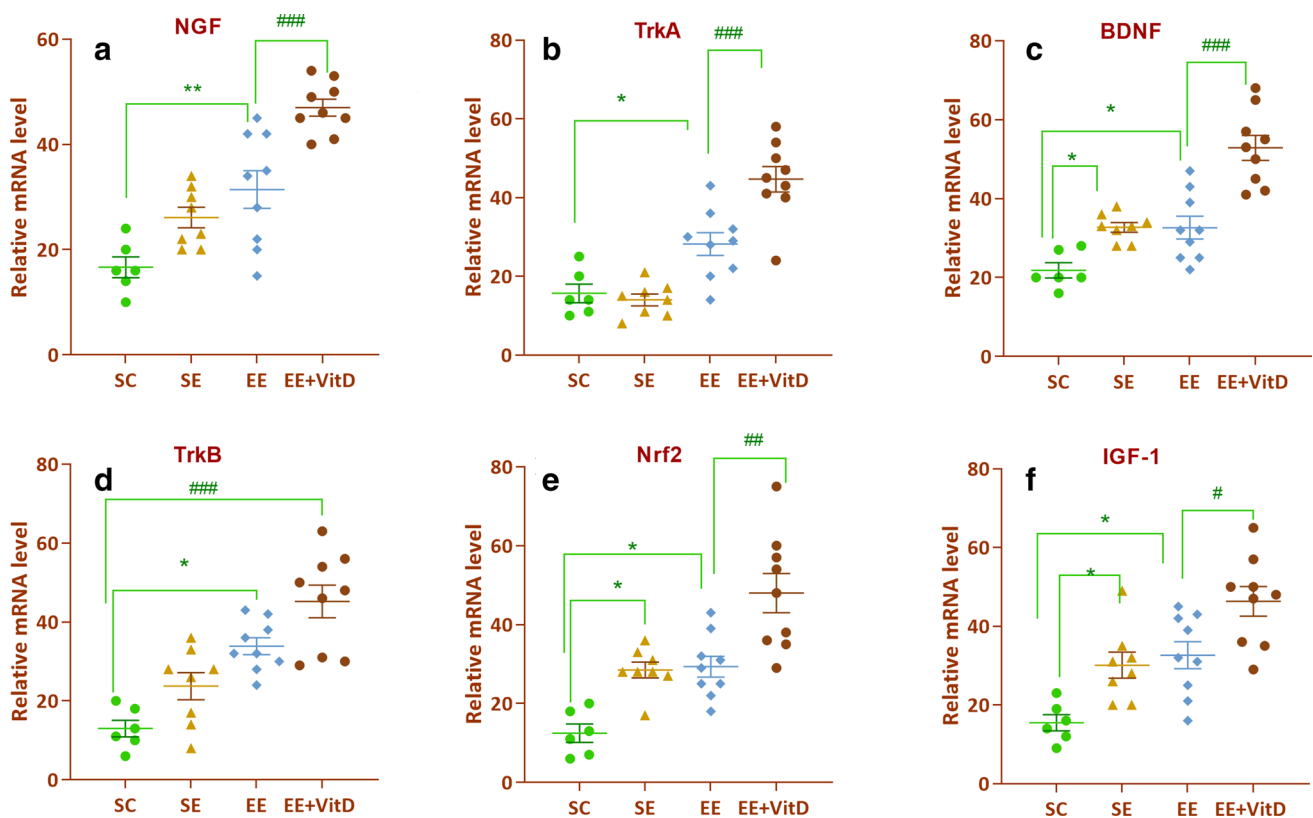 a
NGF
###
**
Relative mRNA level
60
40
20
0
SC SE EE EE+VitD
b
TrkA
###
*
Relative mRNA level
80
60
40
20
0
SC SE EE EE+VitD
c
BDNF
###
*
*
Relative mRNA level
80
60
40
20
0
SC SE EE EE+VitD
d
TrkB
###
*
Relative mRNA level
80
60
40
20
0
SC SE EE EE+VitD
e
Nrf2
##
*
*
Relative mRNA level
80
60
40
20
0
SC SE EE EE+VitD
f
IGF-1
#
*
*
Relative mRNA level
80
60
40
20
0
SC SE EE EE+VitD